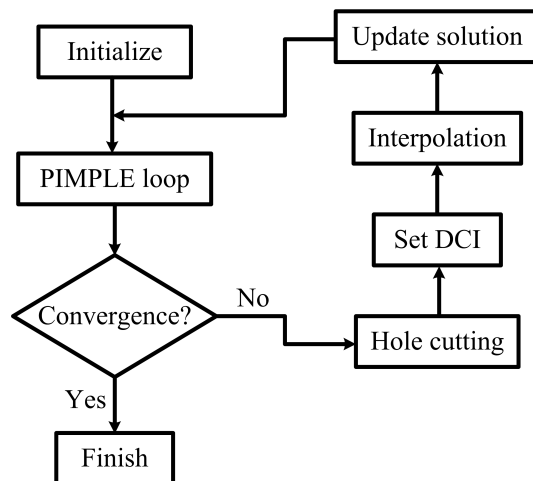 Initialize
Update solution
PIMPLE loop
Interpolation
Set DCI
Convergence?
No
Hole cutting
Yes
Finish